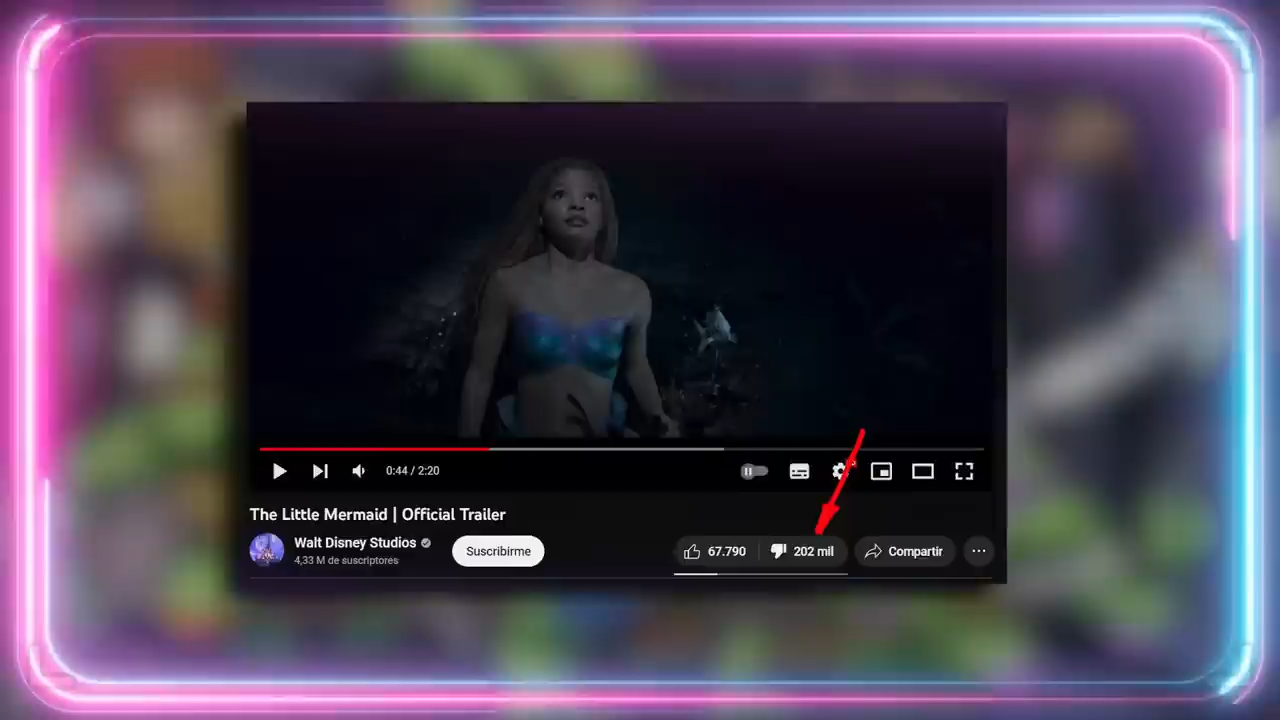 0:44 / 2:20
The Little Mermaid | Official Trailer
Walt Disney Studios
4,33 M de suscriptores
Suscribirme
67.790
202 mil
Compartir